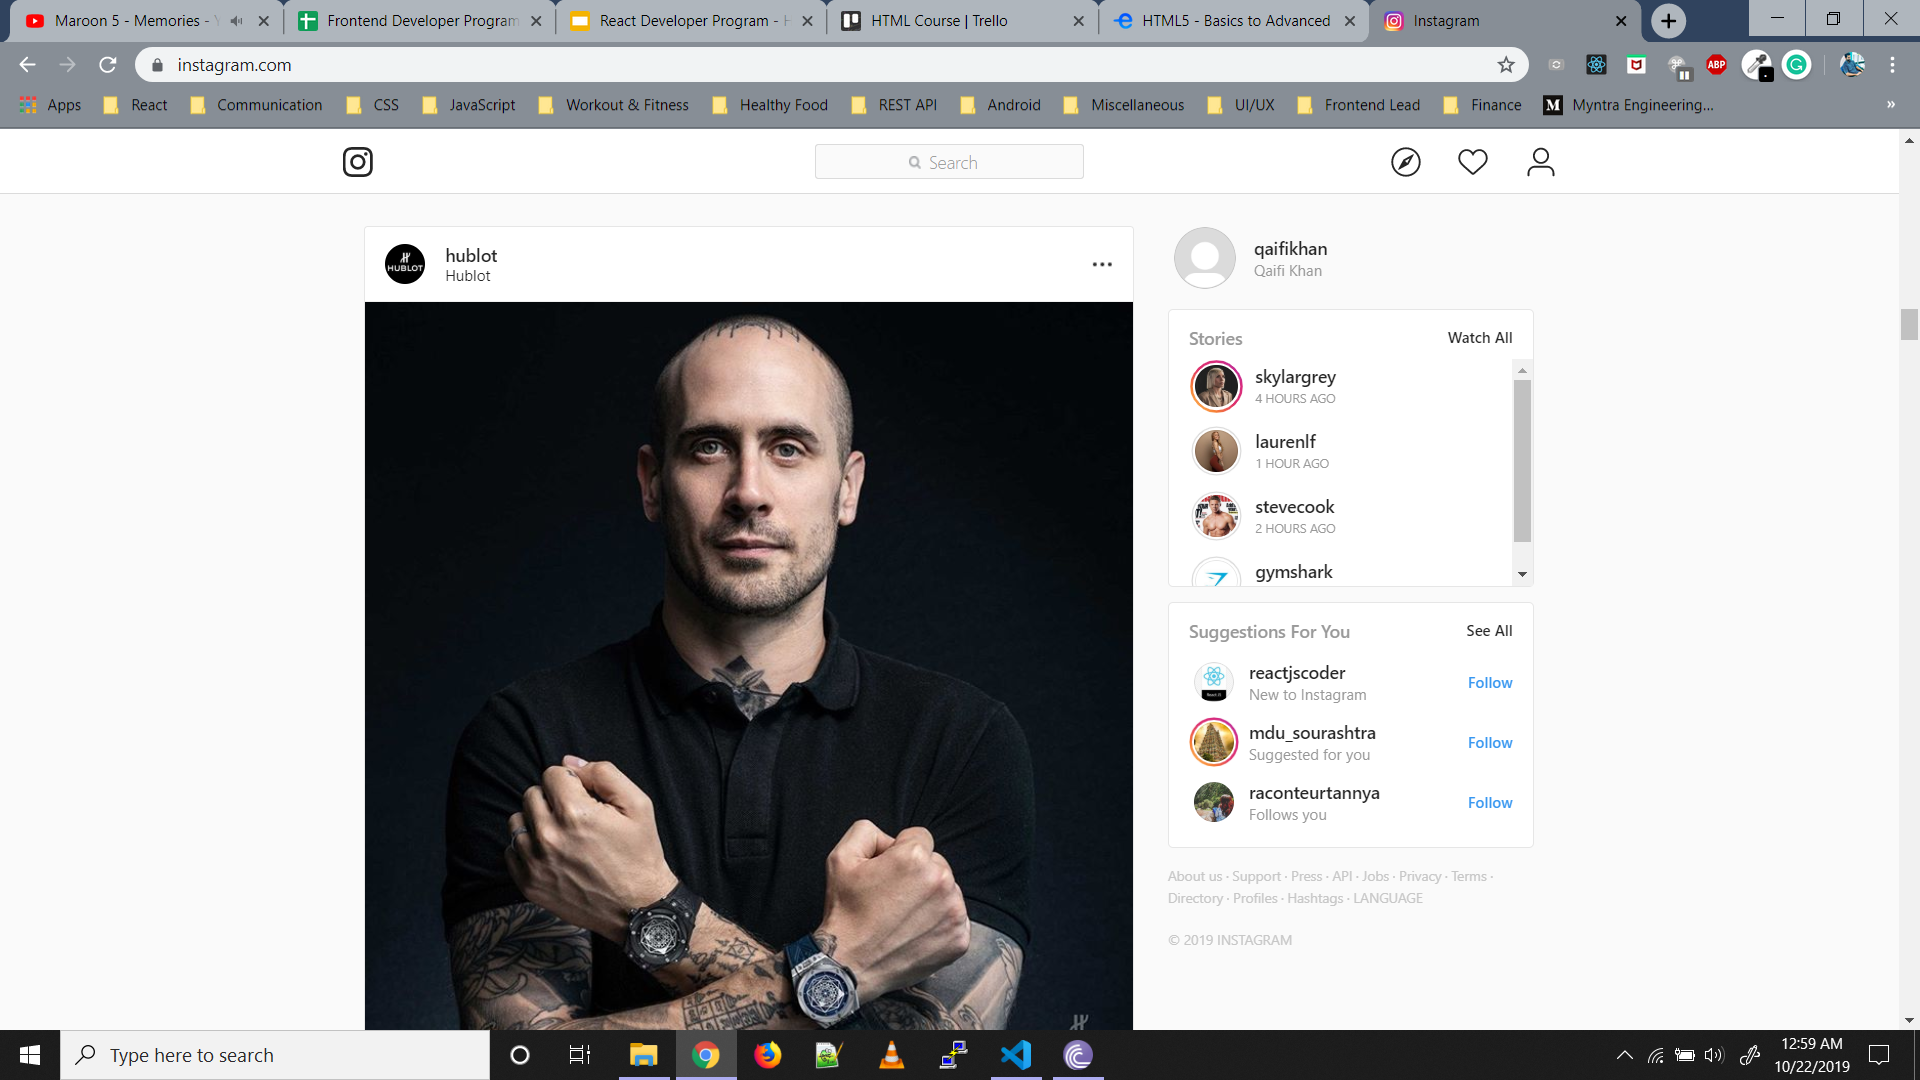 Maroon 5 - Memories - Y
Frontend Developer Program
React Developer Program - H
HTML Course | Trello
HTML5 - Basics to Advanced
Instagram
instagram.com
ABP
Apps
React
Communication
CSS
JavaScript
Workout & Fitness
Healthy Food
REST API
Android
Miscellaneous
UI/UX
Frontend Lead
Finance
M
Myntra Engineering...
»
Search
HUBLOT
hublot
Hublot
qaifikhan
Qaifi Khan
Stories
Watch All
skylargrey
4 HOURS AGO
laurenlf
1 HOUR AGO
stevecook
2 HOURS AGO
gymshark
Suggestions For You
See All
reactjscoder
New to Instagram
Follow
mdu_sourashtra
Suggested for you
Follow
raconteurtannya
Follows you
Follow
About us · Support · Press · API · Jobs · Privacy · Terms ·
Directory · Profiles · Hashtags · LANGUAGE
© 2019 INSTAGRAM
Type here to search
12:59 AM
10/22/2019